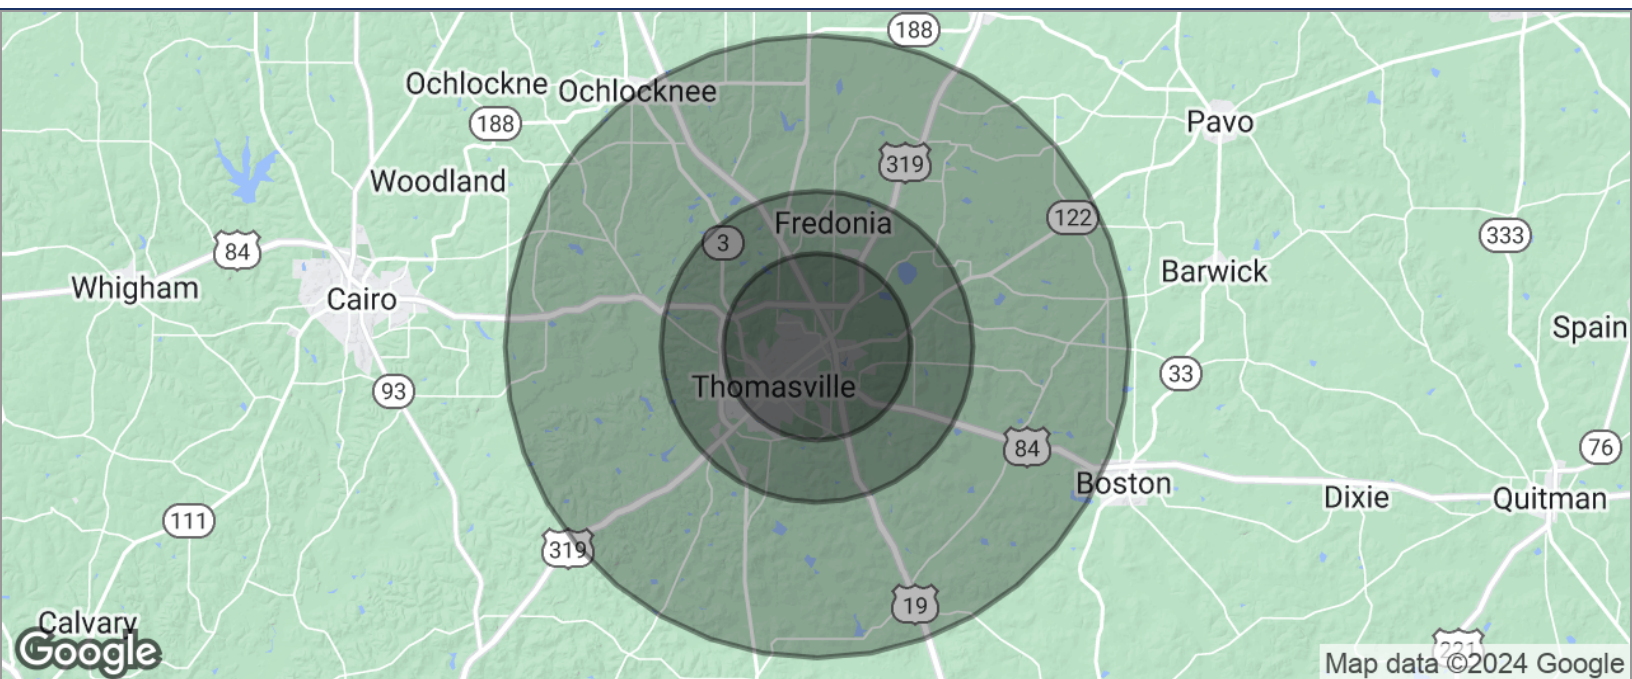 188
Ochlockne
Ochlocknee
188
Pavo
319
Woodland
122
Fredonia
333
3
84
Barwick
Whigham
Cairo
Spain
33
Thomasville
93
76
84
Boston
Dixie
Quitman
111
319
19
Calvary
221
Google
Map data ©2024 Google